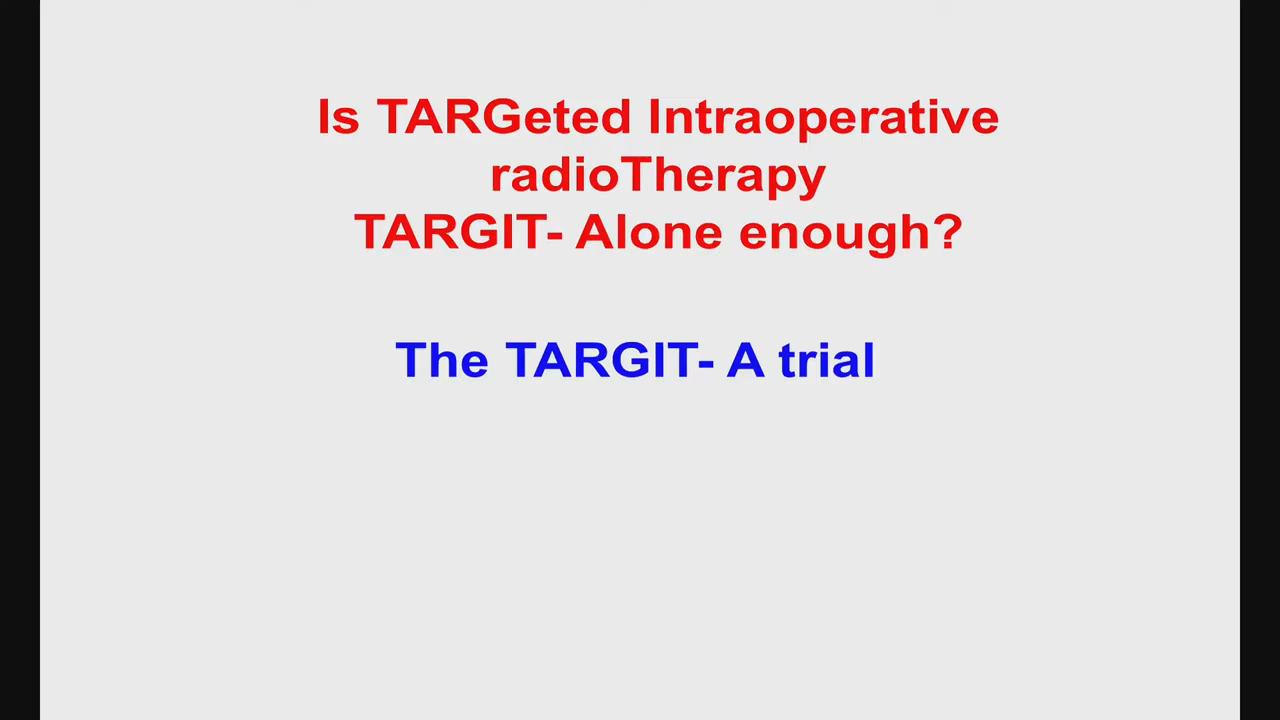 Is TARGeted Intraoperative
radioTherapy
TARGIT- Alone enough?
The TARGIT- A trial